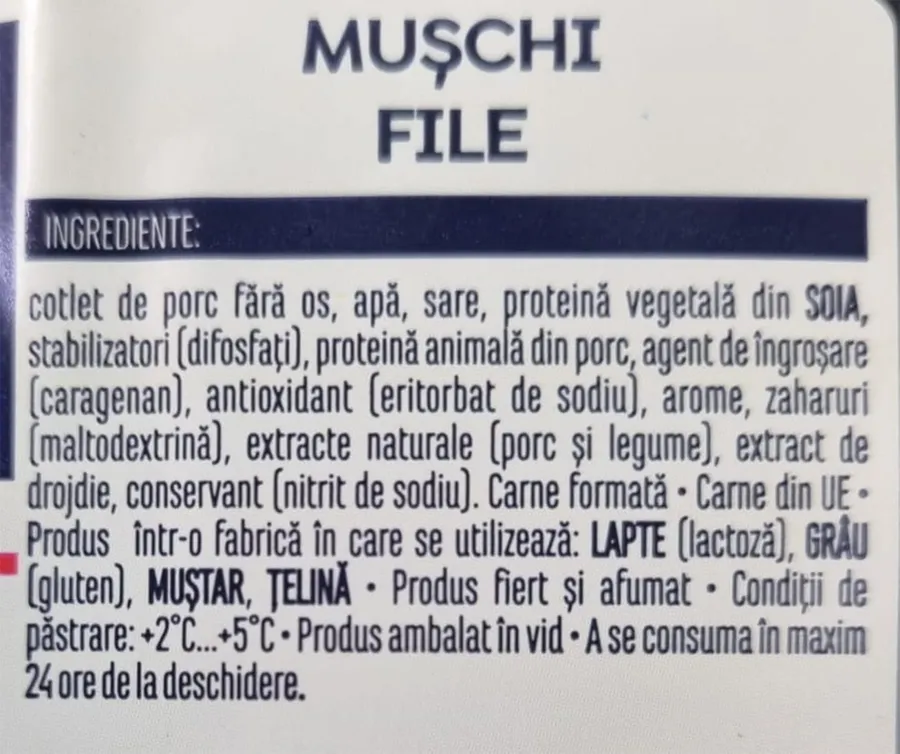 MUȘCHI
FILE
INGREDIENTE:
cotlet de porc fără os, apă, sare, proteină vegetală din SOIA,
stabilizatori (difosfați), proteină animală din porc, agent de îngroșare
(caragenan), antioxidant (eritorbat de sodiu), arome, zaharuri
(maltodextrină), extracte naturale (porc și legume), extract de
drojdie, conservant (nitrit de sodiu). Carne formată • Carne din UE •
Produs într-o fabrică în care se utilizează: LAPTE (lactoză), GRÂU
(gluten), MUȘTAR, ȚELINĂ • Produs fiert și afumat • Condiții de
păstrare: +2°C...+5°C • Produs ambalat în vid • A se consuma în maxim
24 ore de la deschidere.